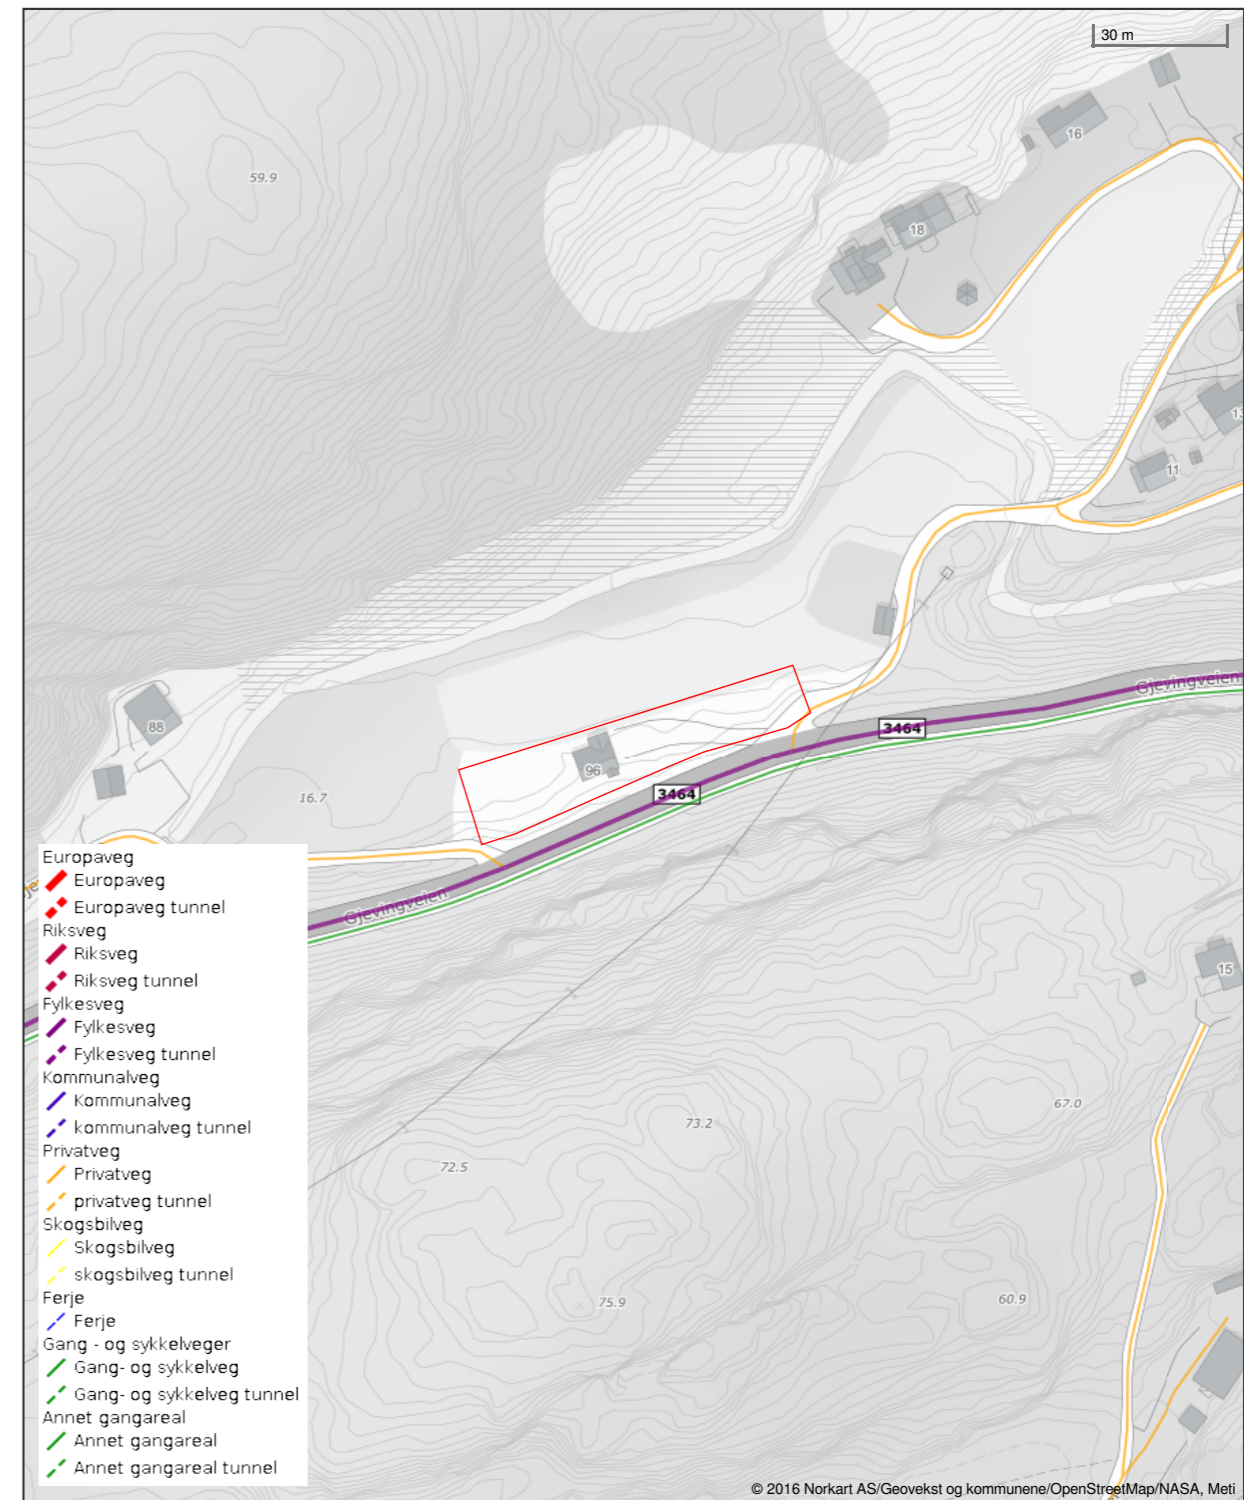 30 m
16
59.9
18
13
11
Gjevingveien
88
3464
96
3464
16.7
Gjevingveien
Europaveg
Europaveg
Europaveg tunnel
Riksveg
Riksveg
Riksveg tunnel
Fylkesveg
Fylkesveg
Fylkesveg tunnel
Kommunalveg
Kommunalveg
kommunalveg tunnel
Privatveg
Privatveg
privatveg tunnel
Skogsbilveg
Skogsbilveg
skogsbilveg tunnel
Ferje
Ferje
Gang - og sykkelveger
Gang- og sykkelveg
Gang- og sykkelveg tunnel
Annet gangareal
Annet gangareal
Annet gangareal tunnel
15
67.0
73.2
72.5
75.9
60.9
© 2016 Norkart AS/Geovekst og kommunene/OpenStreetMap/NASA, Meti